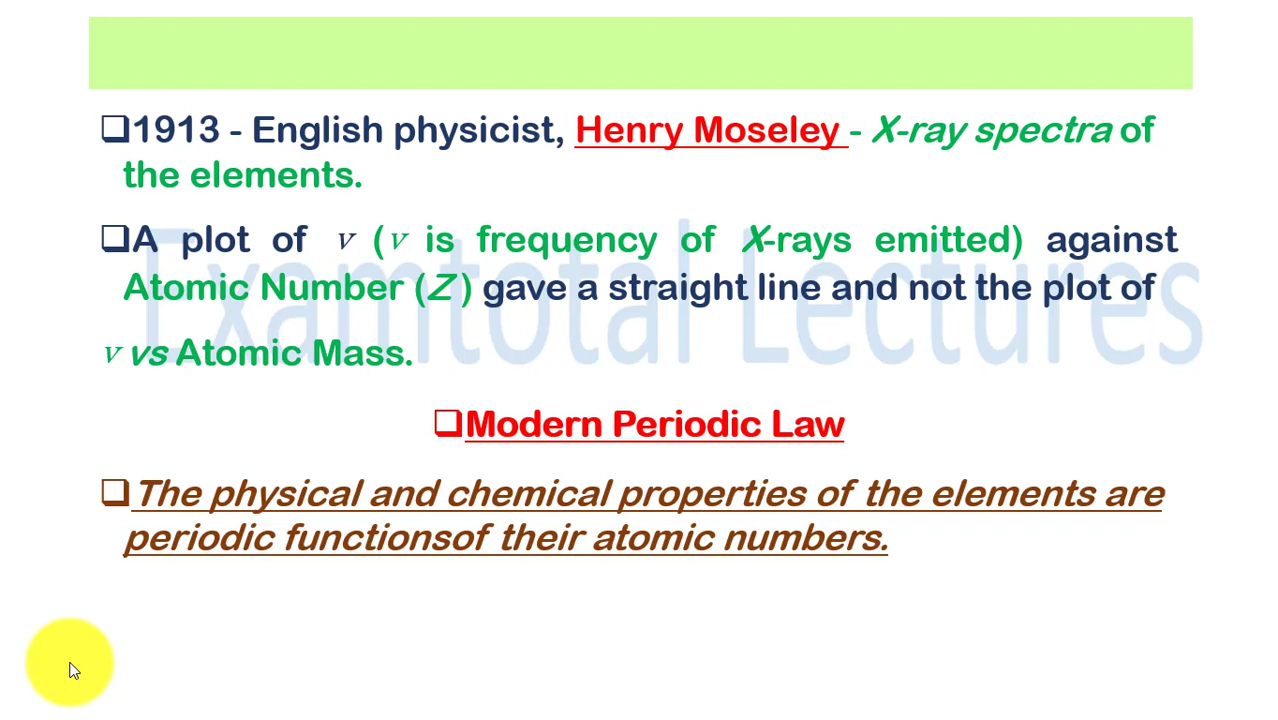 ❑1913 - English physicist, Henry Moseley - X-ray spectra of
the elements.
❑A plot of ν (ν is frequency of X-rays emitted) against
Atomic Number (Z ) gave a straight line and not the plot of
ν vs Atomic Mass.
❑Modern Periodic Law
❑The physical and chemical properties of the elements are
periodic functionsof their atomic numbers.
Examtotal Lectures